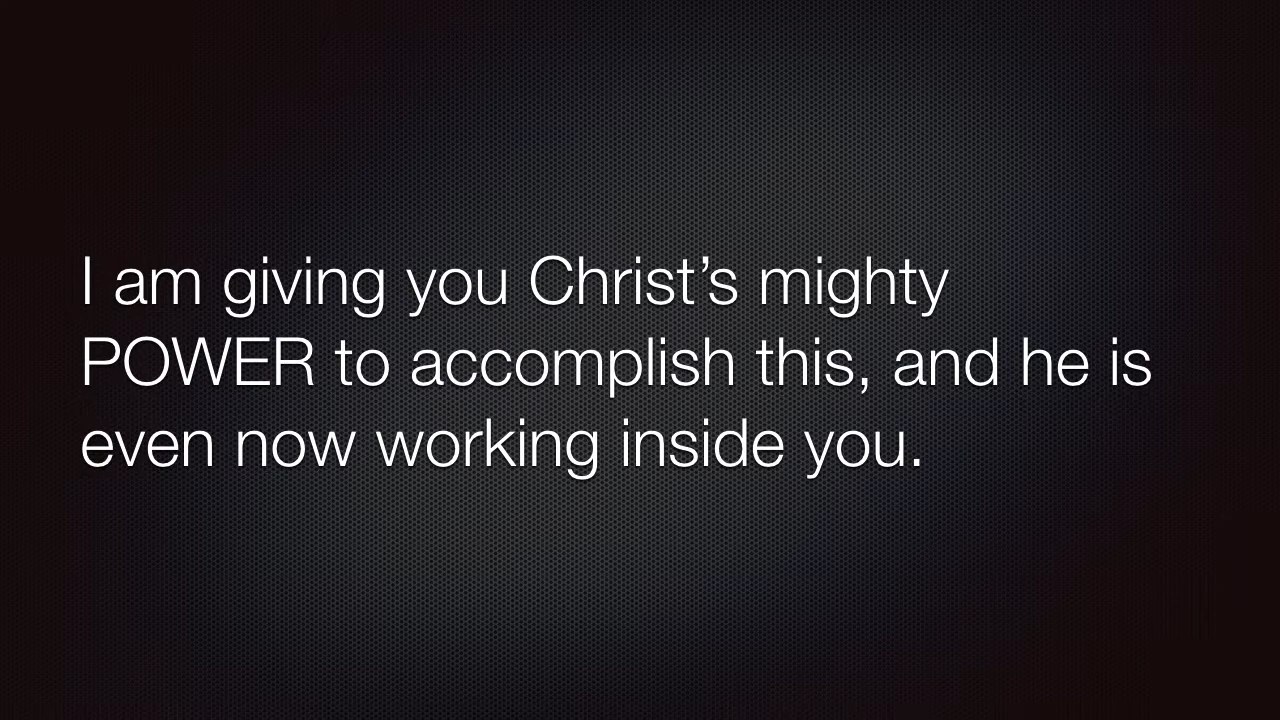 I am giving you Christ’s mighty
POWER to accomplish this, and he is
even now working inside you.